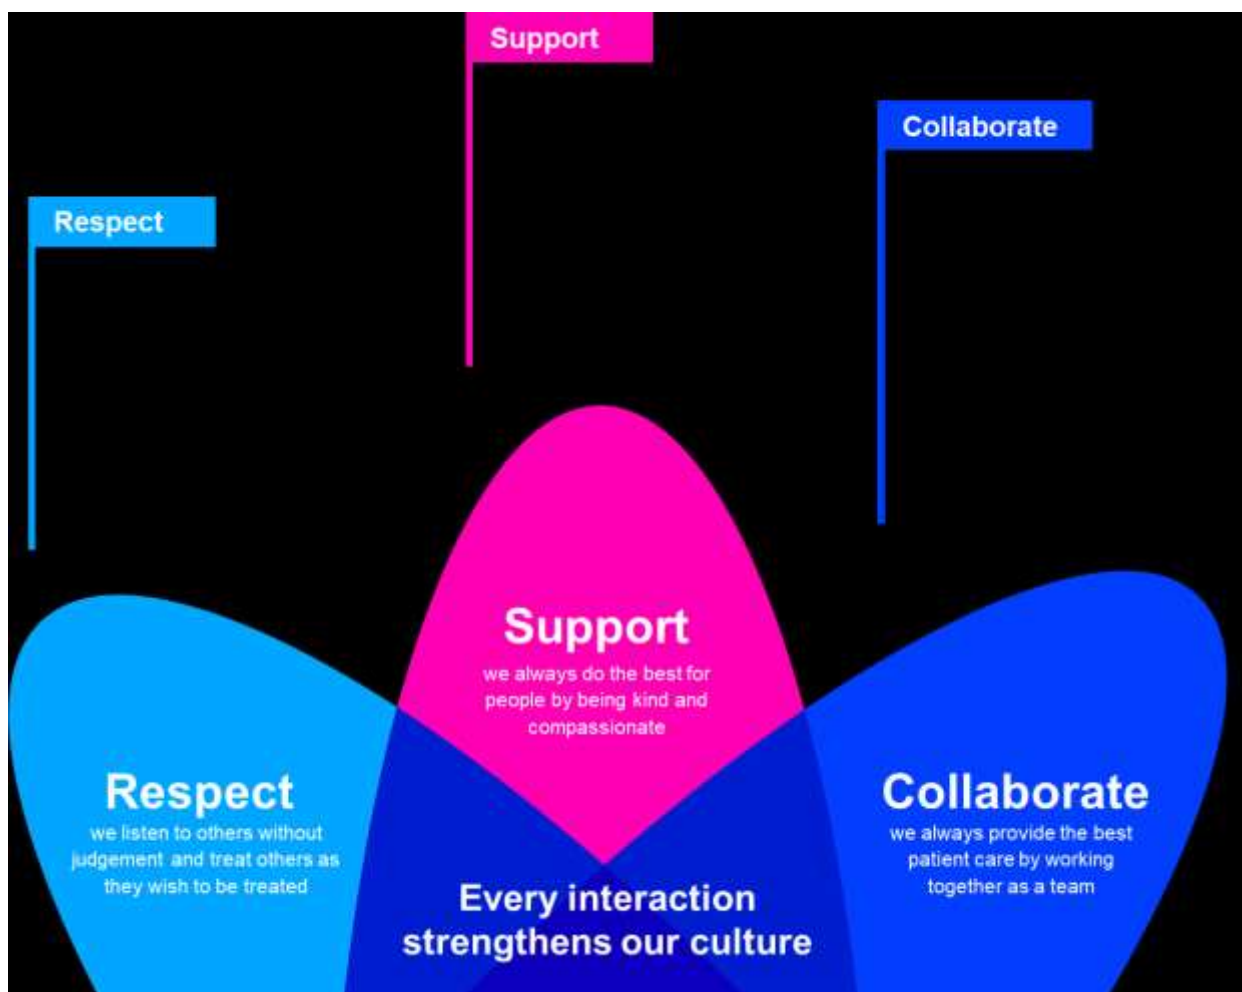 Support
Collaborate
Respect
Support
we always do the best for
people by being kind and
compassionate
Respect
we listen to others without
judgement and treat others as
they wish to be treated
Collaborate
we always provide the best
patient care by working
together as a team
Every interaction
strengthens our culture